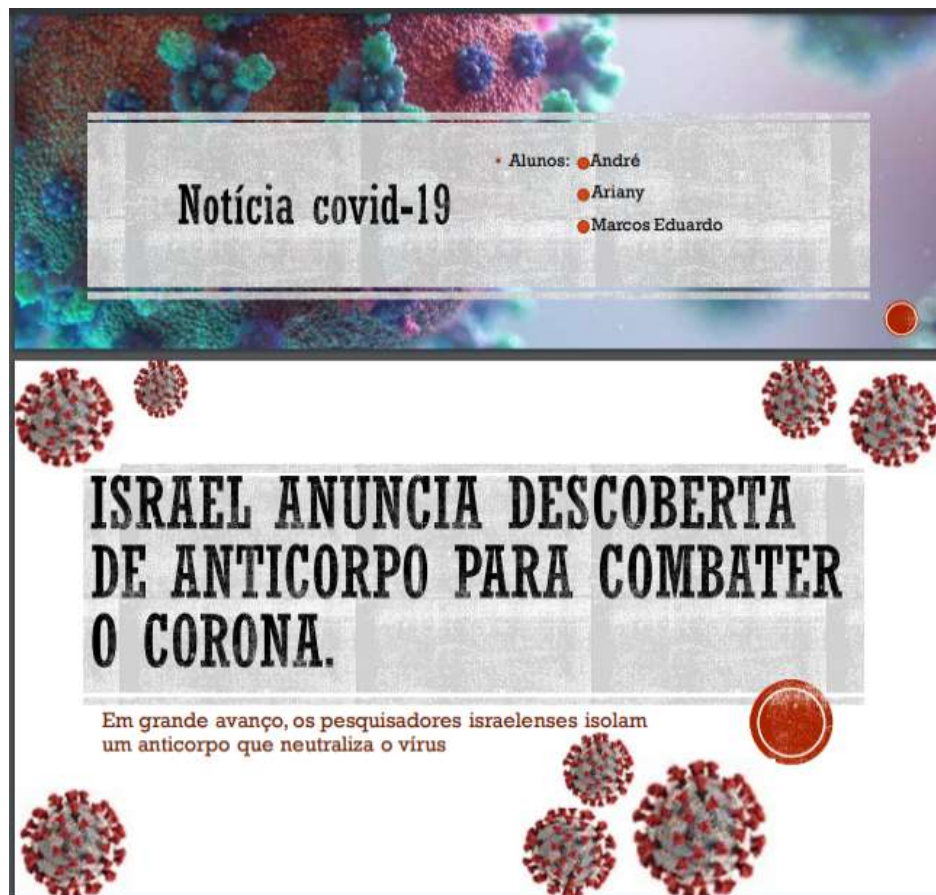 Notícia covid-19
• Alunos: ●André
●Ariany
●Marcos Eduardo
ISRAEL ANUNCIA DESCOBERTA
DE ANTICORPO PARA COMBATER
O CORONA.
Em grande avanço, os pesquisadores israelenses isolam
um anticorpo que neutraliza o vírus